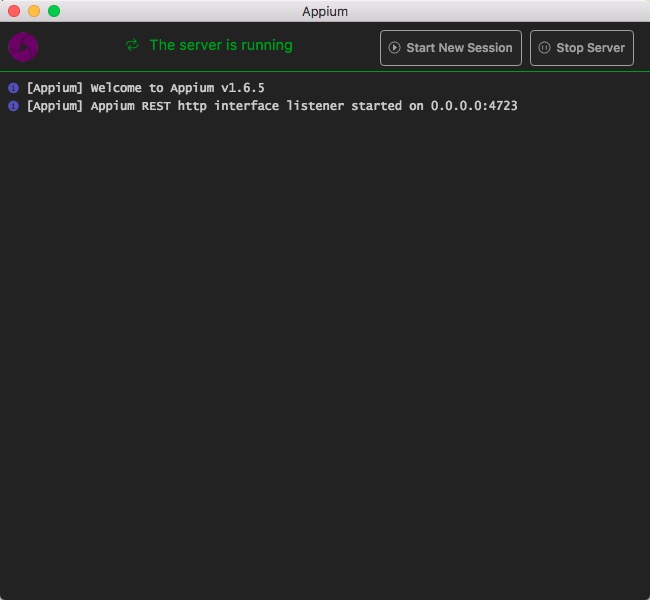 Appium
The server is running
Start New Session
Stop Server
[Appium] Welcome to Appium v1.6.5
[Appium] Appium REST http interface listener started on 0.0.0.0:4723